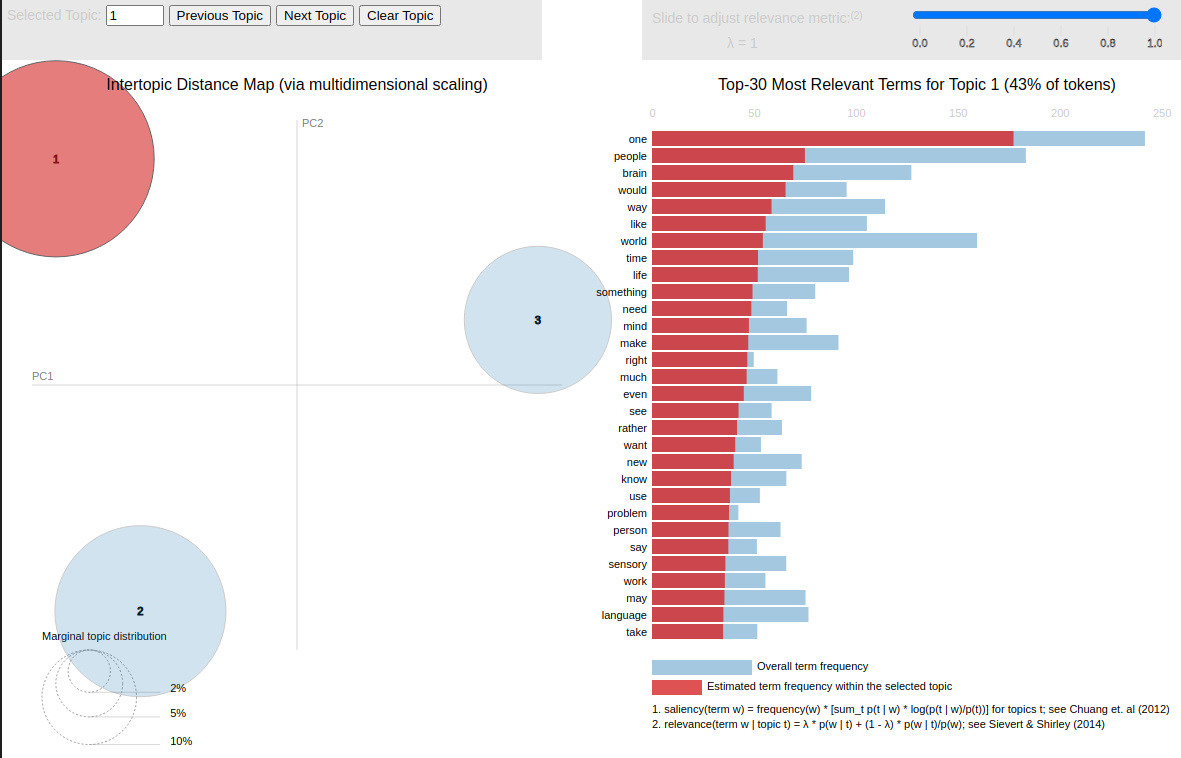 Selected Topic: 1 Previous Topic Next Topic Clear Topic
Slide to adjust relevance metric:(2)
λ = 1
0.0 0.2 0.4 0.6 0.8 1.0
Intertopic Distance Map (via multidimensional scaling)
PC2
PC1
1
3
2
Marginal topic distribution
2%
5%
10%
Top-30 Most Relevant Terms for Topic 1 (43% of tokens)
0 50 100 150 200 250
one
people
brain
would
way
like
world
time
life
something
need
mind
make
right
much
even
see
rather
want
new
know
use
problem
person
say
sensory
work
may
language
take
Overall term frequency
Estimated term frequency within the selected topic
1. saliency(term w) = frequency(w) * [sum_t p(t | w) * log(p(t | w)/p(t))] for topics t; see Chuang et. al (2012)
2. relevance(term w | topic t) = λ * p(w | t) + (1 - λ) * p(w | t)/p(w); see Sievert & Shirley (2014)